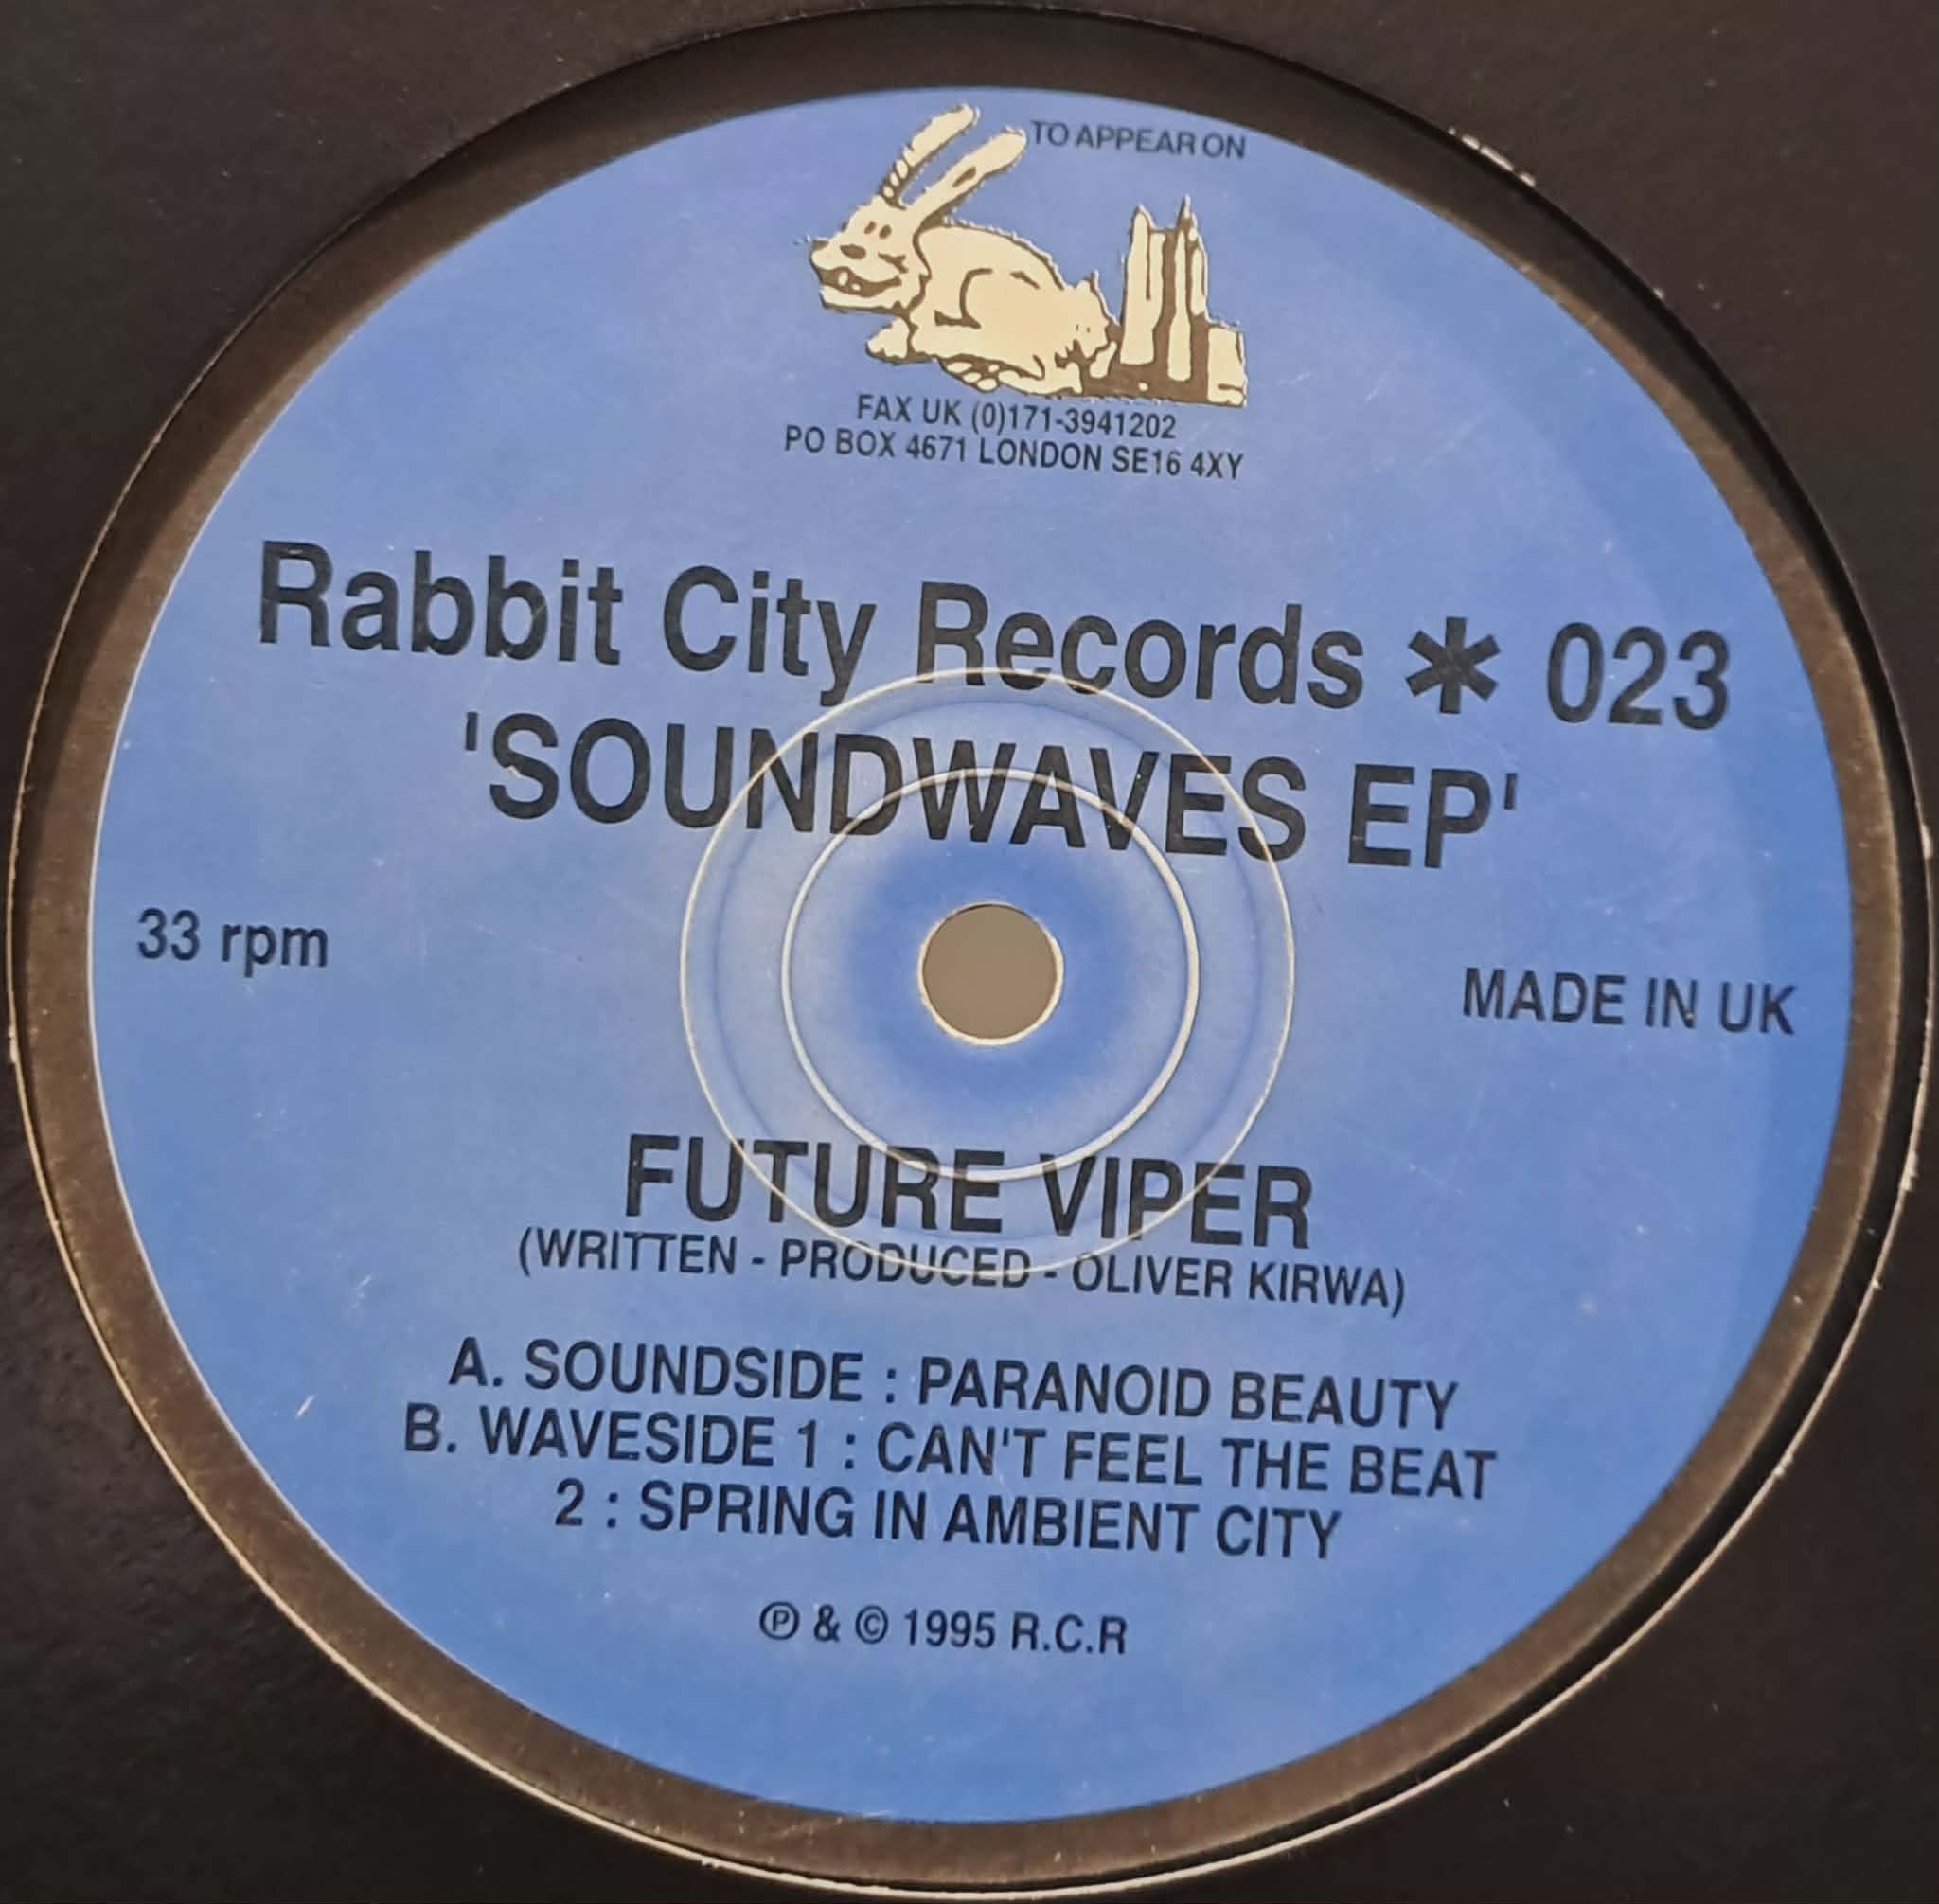 TO APPEAR ON
FAX UK (0)171-3941202
PO BOX 4671 LONDON SE16 4XY
Rabbit City Records * 023
'SOUNDWAVES EP'
33 rpm
MADE IN UK
FUTURE VIPER
(WRITTEN - PRODUCED - OLIVER KIRWA)
A. SOUNDSIDE : PARANOID BEAUTY
B. WAVESIDE 1 : CAN'T FEEL THE BEAT
2 : SPRING IN AMBIENT CITY
℗ & © 1995 R.C.R